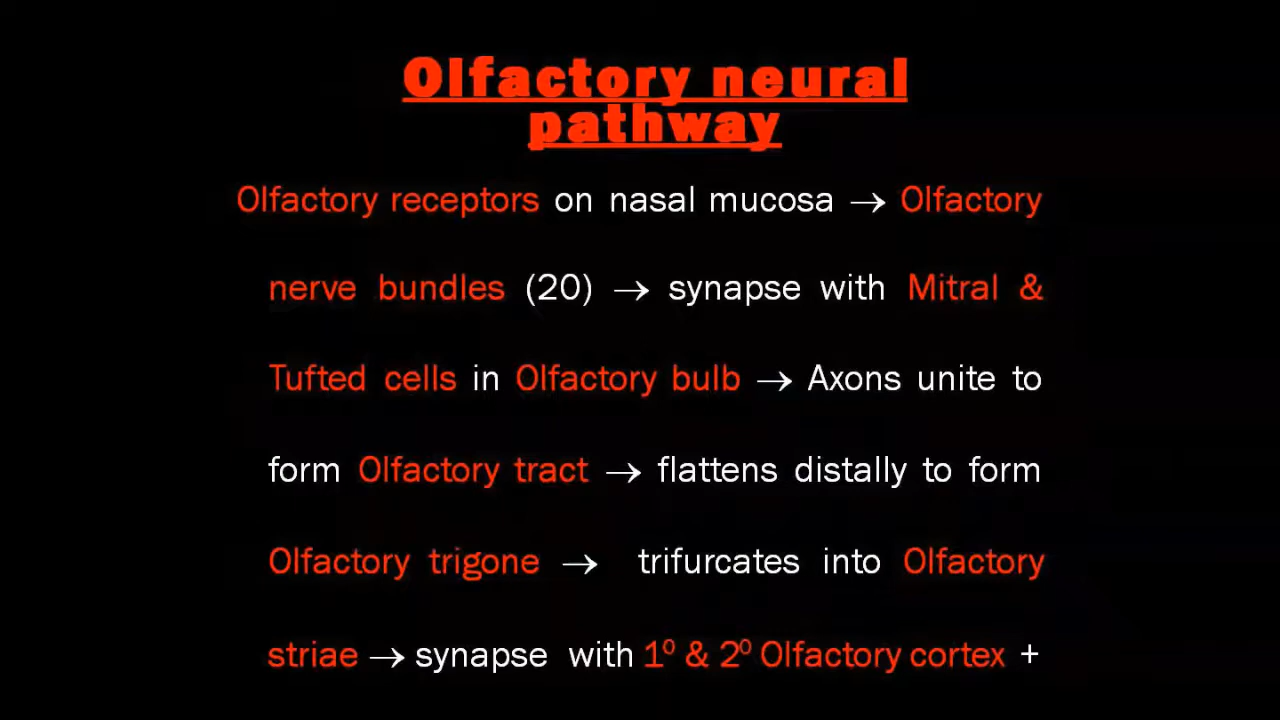 Olfactory neural
pathway
Olfactory receptors on nasal mucosa → Olfactory
nerve bundles (20) → synapse with Mitral &
Tufted cells in Olfactory bulb → Axons unite to
form Olfactory tract → flattens distally to form
Olfactory trigone → trifurcates into Olfactory
striae → synapse with 1⁰ & 2⁰ Olfactory cortex +